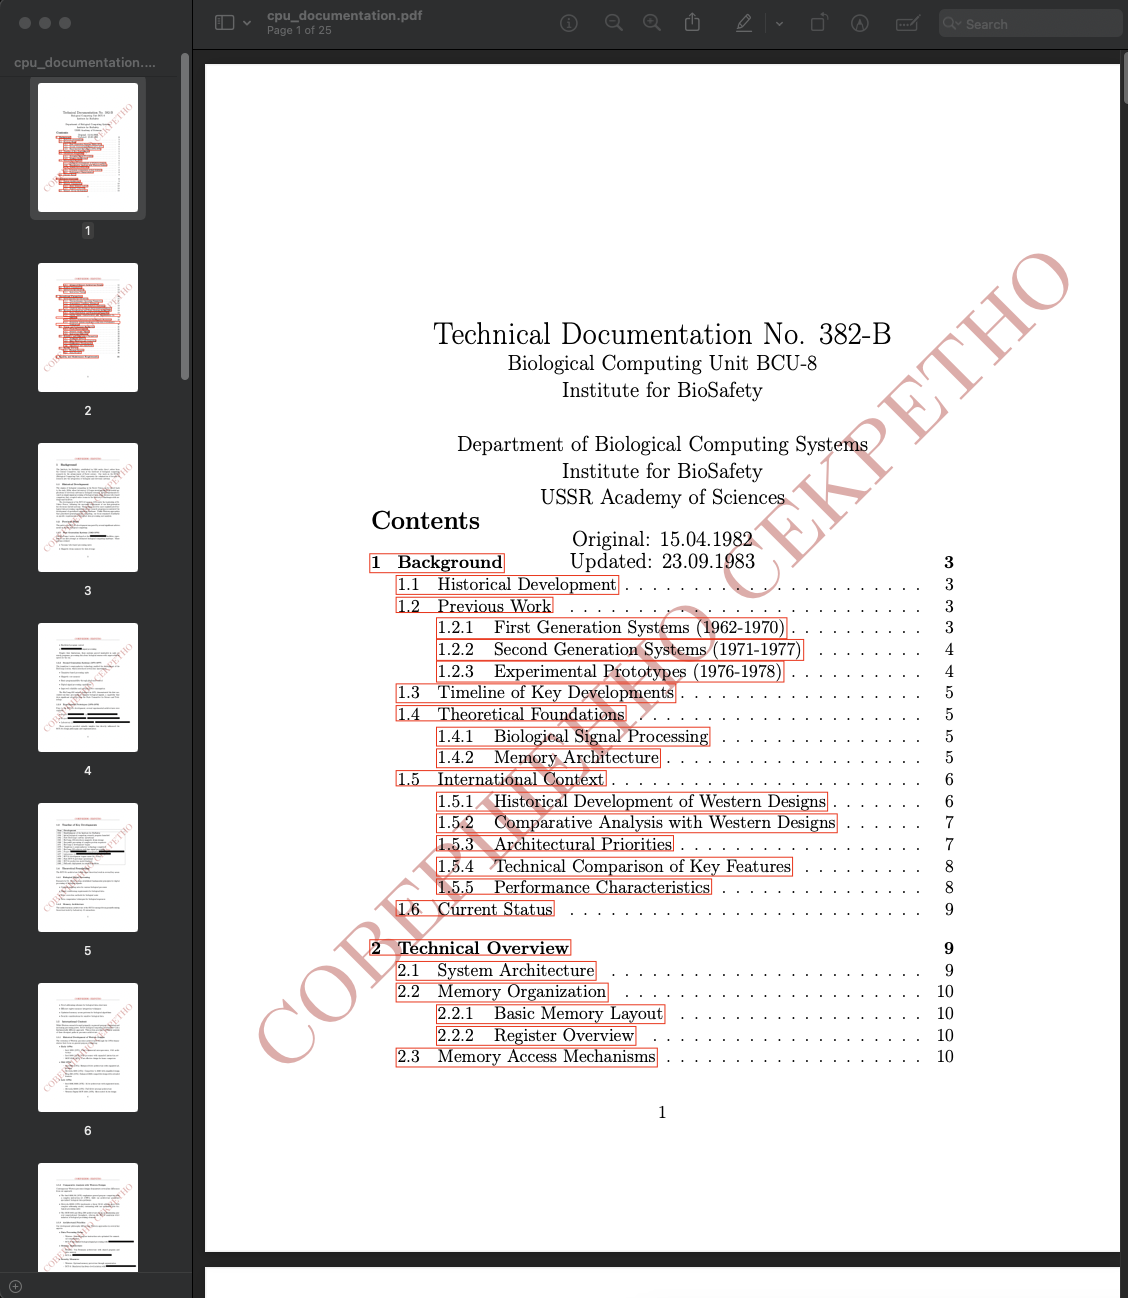 cpu_documentation.pdf
Page 1 of 25
Search
cpu_documentation....
1
2
3
4
5
6
Technical Documentation No. 382-B
Biological Computing Unit BCU-8
Institute for BioSafety
Department of Biological Computing Systems
Institute for BioSafety
USSR Academy of Sciences
Contents
Original: 15.04.1982
Updated: 23.09.1983
1 Background 3
1.1 Historical Development . . . . . . . . . . . . . . . . . . . . . . 3
1.2 Previous Work . . . . . . . . . . . . . . . . . . . . . . . . . . 3
1.2.1 First Generation Systems (1962-1970) . . . . . . . . . . 3
1.2.2 Second Generation Systems (1971-1977) . . . . . . . . . 4
1.2.3 Experimental Prototypes (1976-1978) . . . . . . . . . . 4
1.3 Timeline of Key Developments . . . . . . . . . . . . . . . . . . 5
1.4 Theoretical Foundations . . . . . . . . . . . . . . . . . . . . . 5
1.4.1 Biological Signal Processing . . . . . . . . . . . . . . . 5
1.4.2 Memory Architecture . . . . . . . . . . . . . . . . . . . 5
1.5 International Context . . . . . . . . . . . . . . . . . . . . . . . 6
1.5.1 Historical Development of Western Designs . . . . . . . 6
1.5.2 Comparative Analysis with Western Designs . . . . . . 7
1.5.3 Architectural Priorities . . . . . . . . . . . . . . . . . . 7
1.5.4 Technical Comparison of Key Features . . . . . . . . . . 8
1.5.5 Performance Characteristics . . . . . . . . . . . . . . . 8
1.6 Current Status . . . . . . . . . . . . . . . . . . . . . . . . . . 9
2 Technical Overview 9
2.1 System Architecture . . . . . . . . . . . . . . . . . . . . . . . 9
2.2 Memory Organization . . . . . . . . . . . . . . . . . . . . . . 10
2.2.1 Basic Memory Layout . . . . . . . . . . . . . . . . . . . 10
2.2.2 Register Overview . . . . . . . . . . . . . . . . . . . . 10
2.3 Memory Access Mechanisms . . . . . . . . . . . . . . . . . . . 10
1